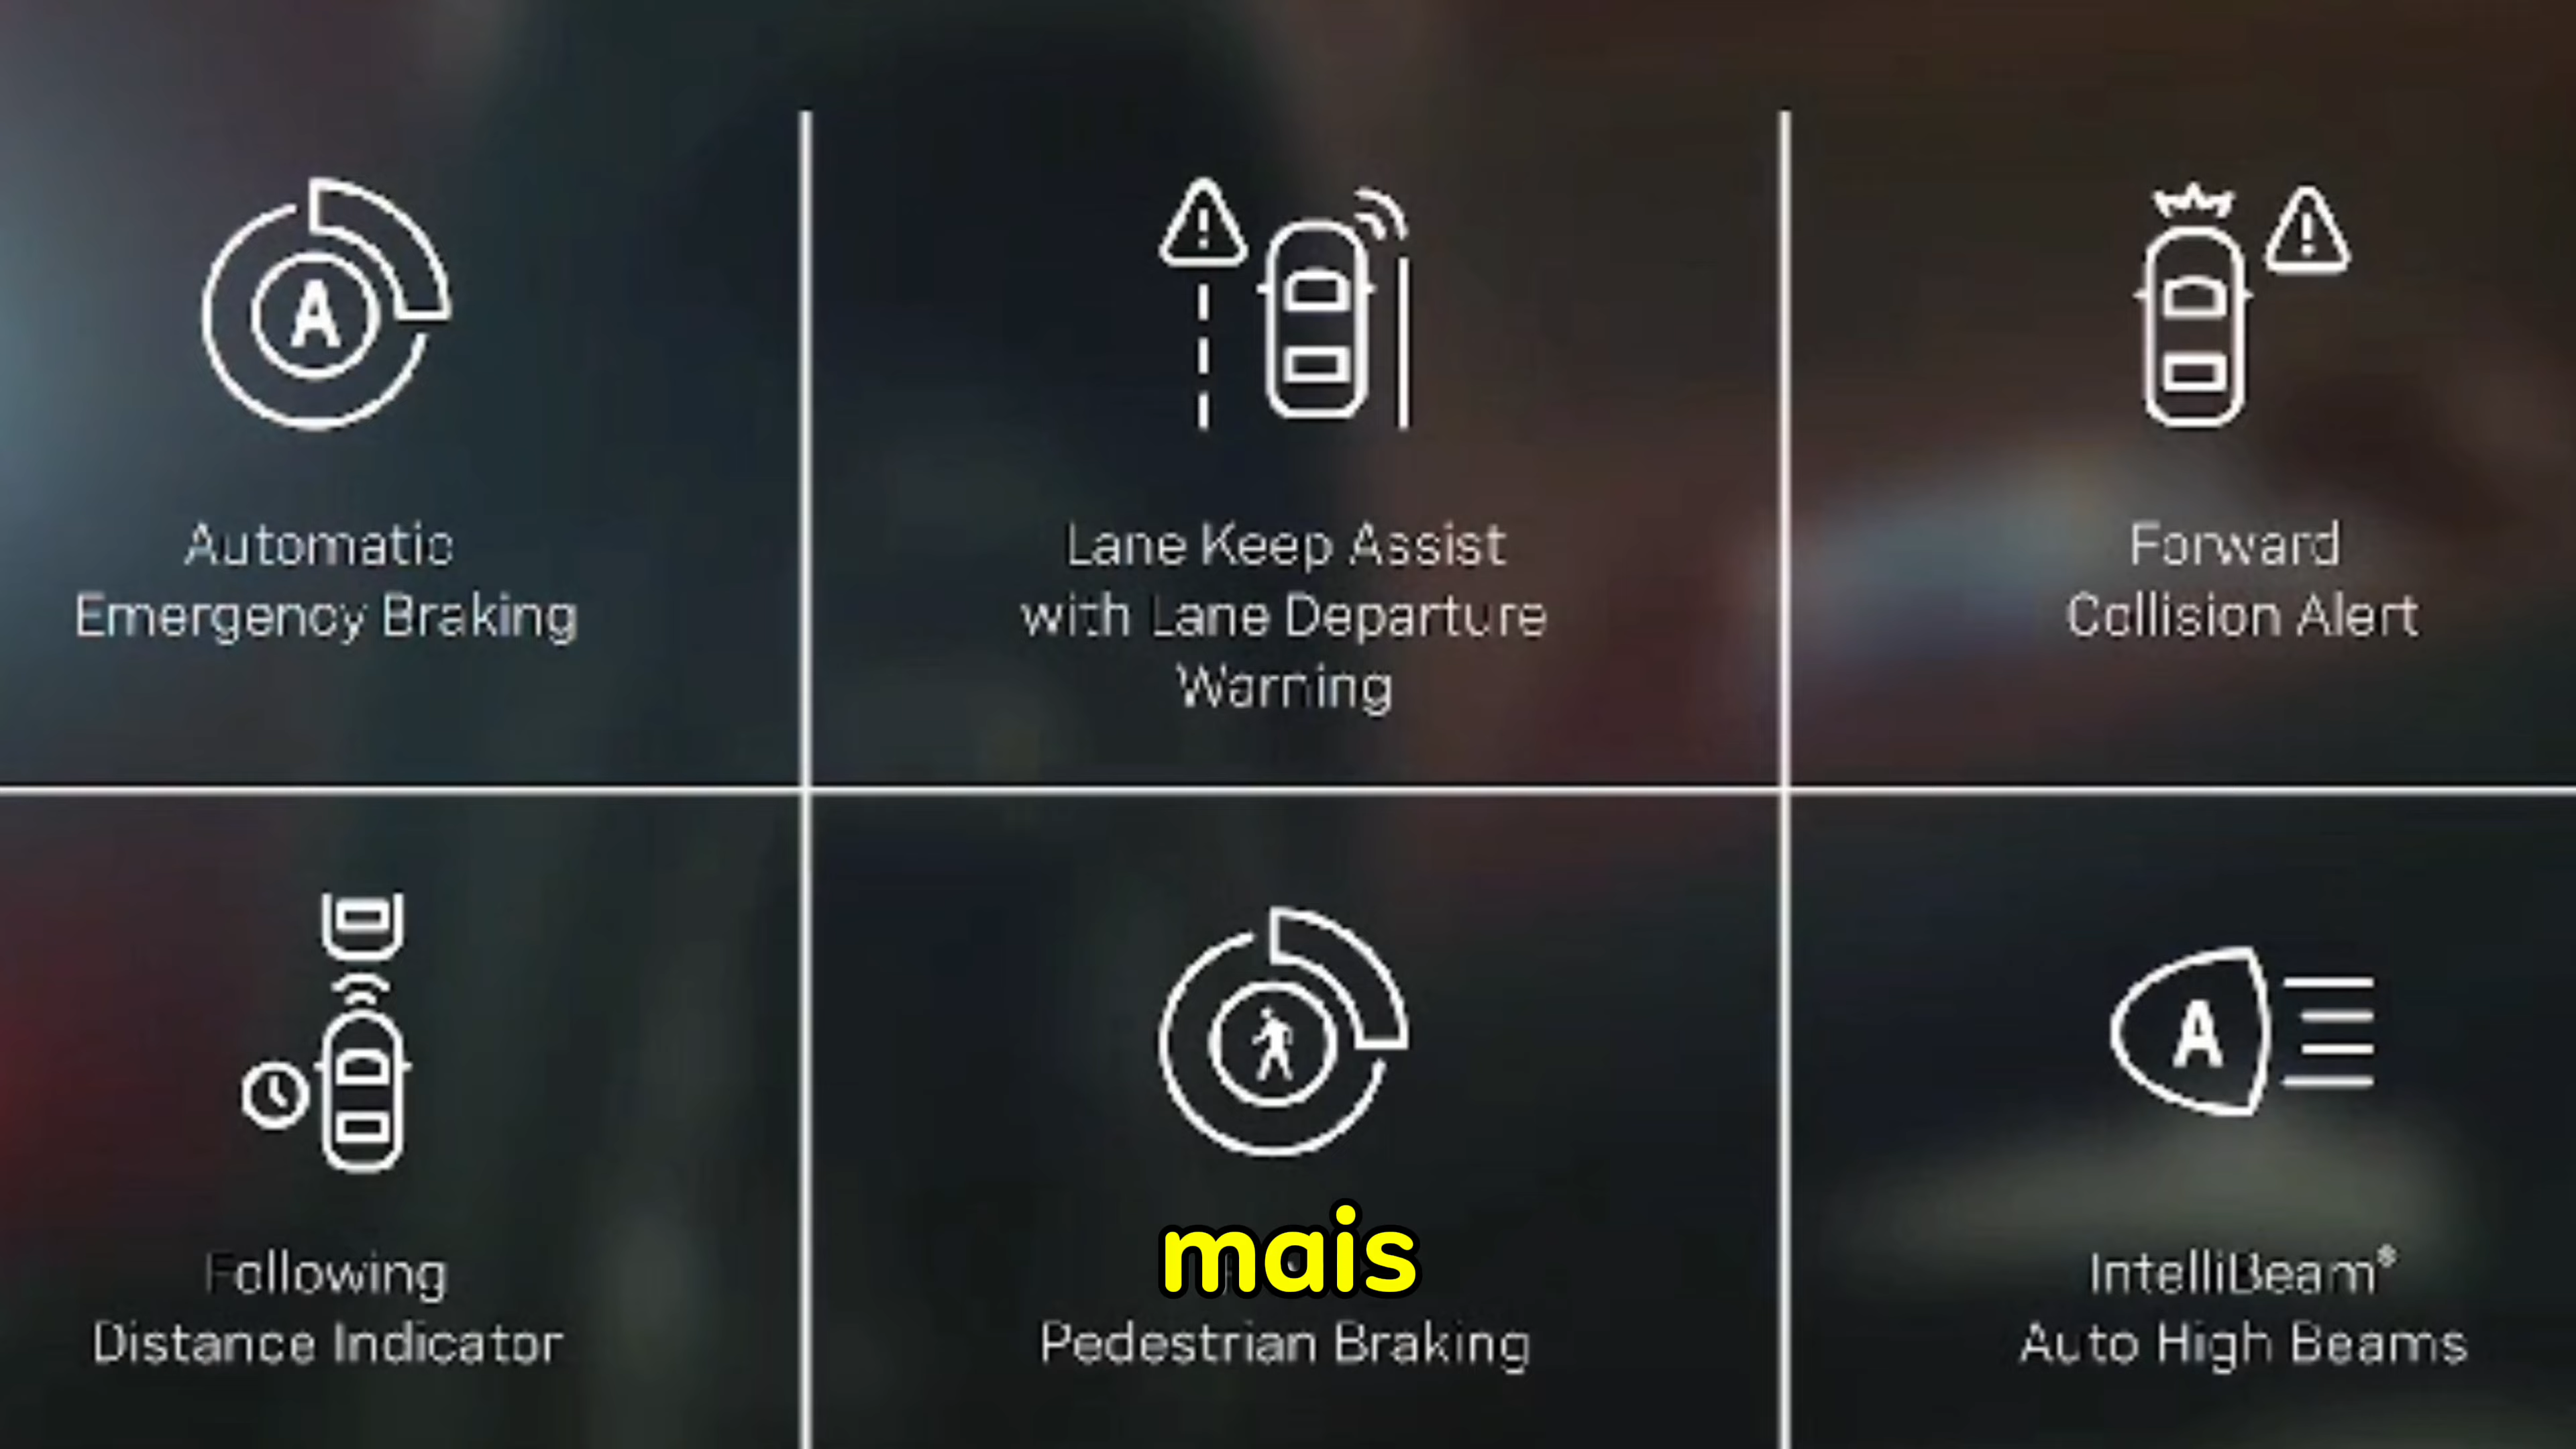 Automatic
Emergency Braking
Lane Keep Assist
with Lane Departure
Warning
Forward
Collision Alert
Following
Distance Indicator
mais
Pedestrian Braking
IntelliBeam®
Auto High Beams
A
A